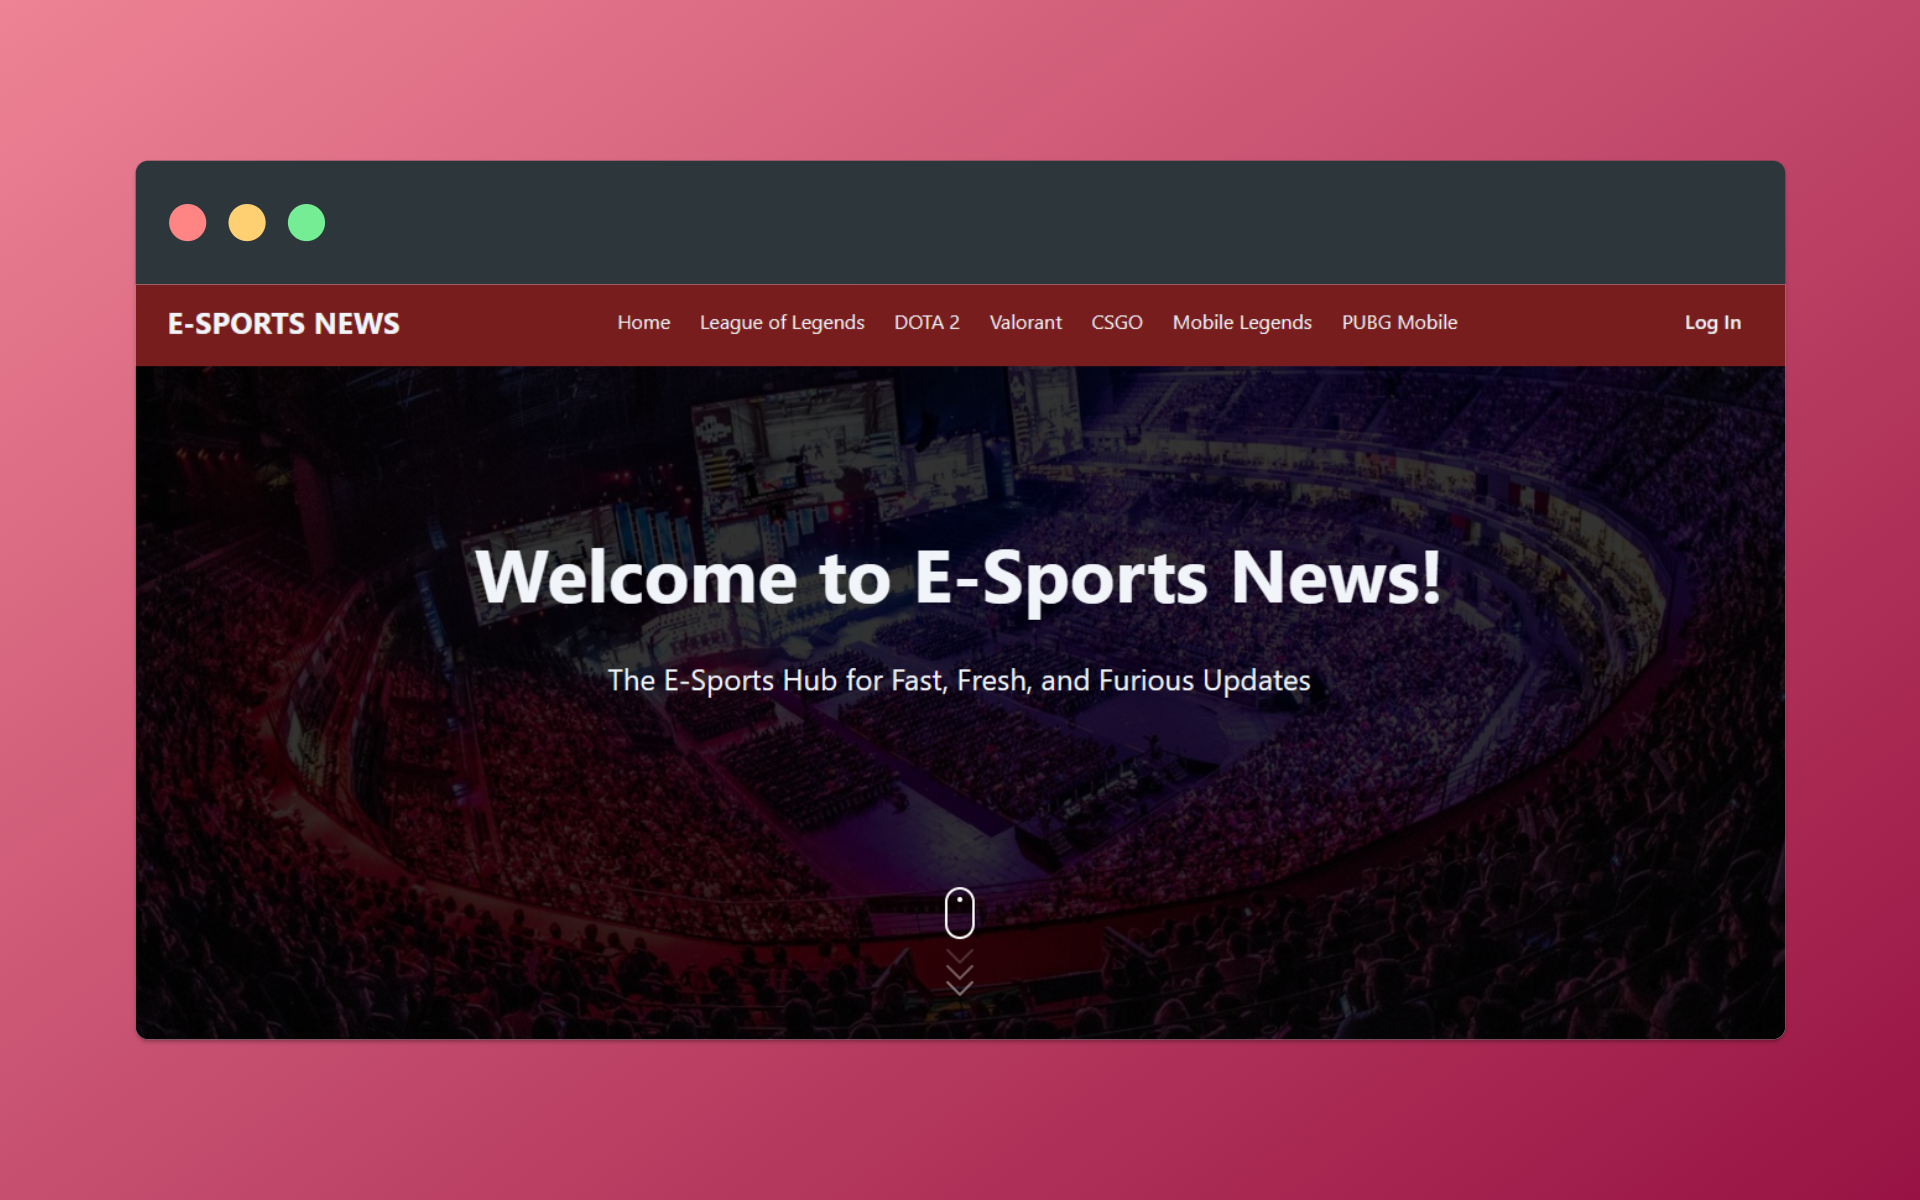 E-SPORTS NEWS
Home League of Legends DOTA 2 Valorant CSGO Mobile Legends PUBG Mobile
Log In
Welcome to E-Sports News!
The E-Sports Hub for Fast, Fresh, and Furious Updates